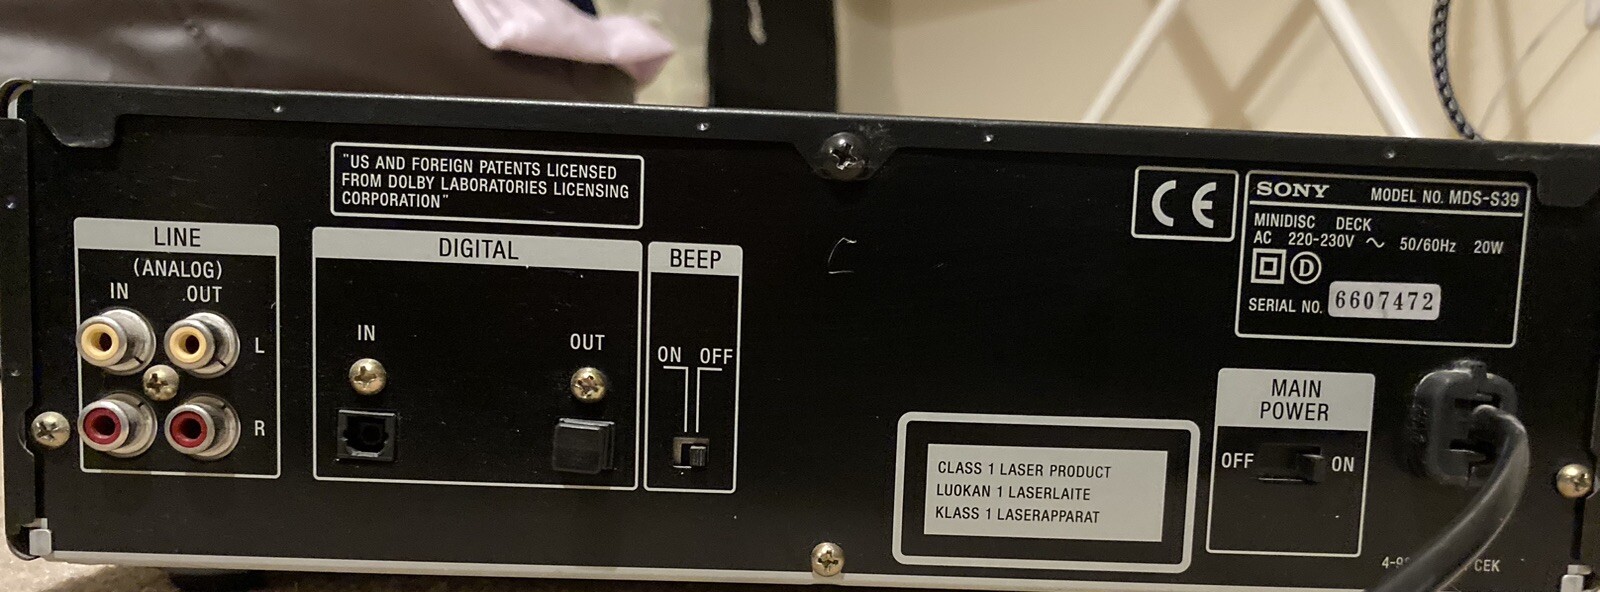 "US AND FOREIGN PATENTS LICENSED
FROM DOLBY LABORATORIES LICENSING
CORPORATION"
LINE
(ANALOG)
IN OUT
L
R
DIGITAL
IN
OUT
BEEP
ON OFF
CE
SONY MODEL NO. MDS-S39
MINIDISC DECK
AC 220-230V ~ 50/60Hz 20W
D
SERIAL NO. 6607472
MAIN
POWER
OFF ON
CLASS 1 LASER PRODUCT
LUOKAN 1 LASERLAITE
KLASS 1 LASERAPPARAT
CEK